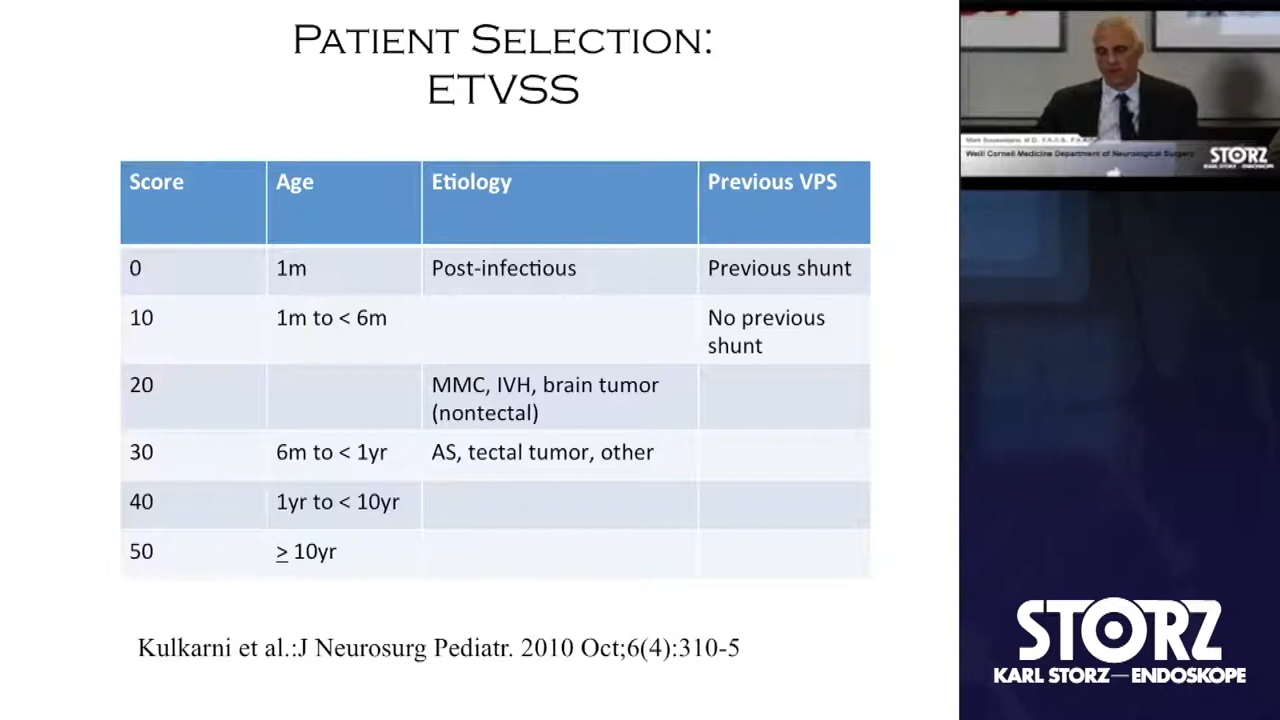 PATIENT SELECTION:
ETVSS
Score Age Etiology Previous VPS
0 1m Post-infectious Previous shunt
10 1m to < 6m No previous
shunt
20 MMC, IVH, brain tumor
(nontectal)
30 6m to < 1yr AS, tectal tumor, other
40 1yr to < 10yr
50 ≥ 10yr
Kulkarni et al.:J Neurosurg Pediatr. 2010 Oct;6(4):310-5
Weill Cornell Medicine Department of Neurological Surgery
STORZ
KARL STORZ—ENDOSKOPE
STORZ
KARL STORZ—ENDOSKOPE